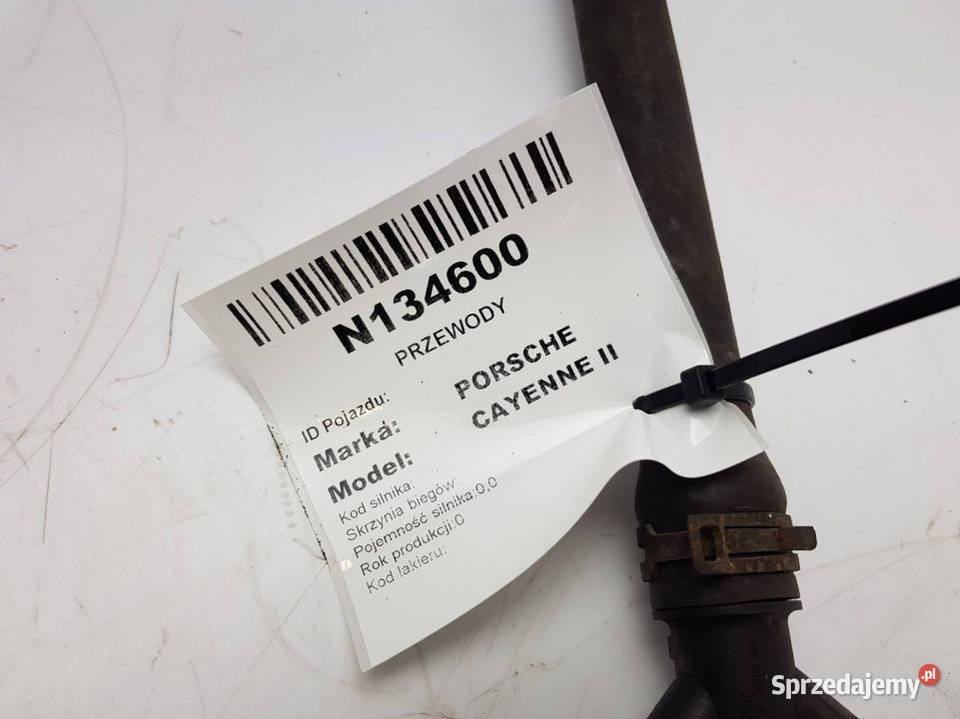 N134600
PRZEWODY
ID Pojazdu:
Marka: PORSCHE
Model: CAYENNE II
Kod silnika:
Skrzynia biegów:
Pojemność silnika:0,0
Rok produkcji:0
Kod lakieru:
Sprzedajemy.pl